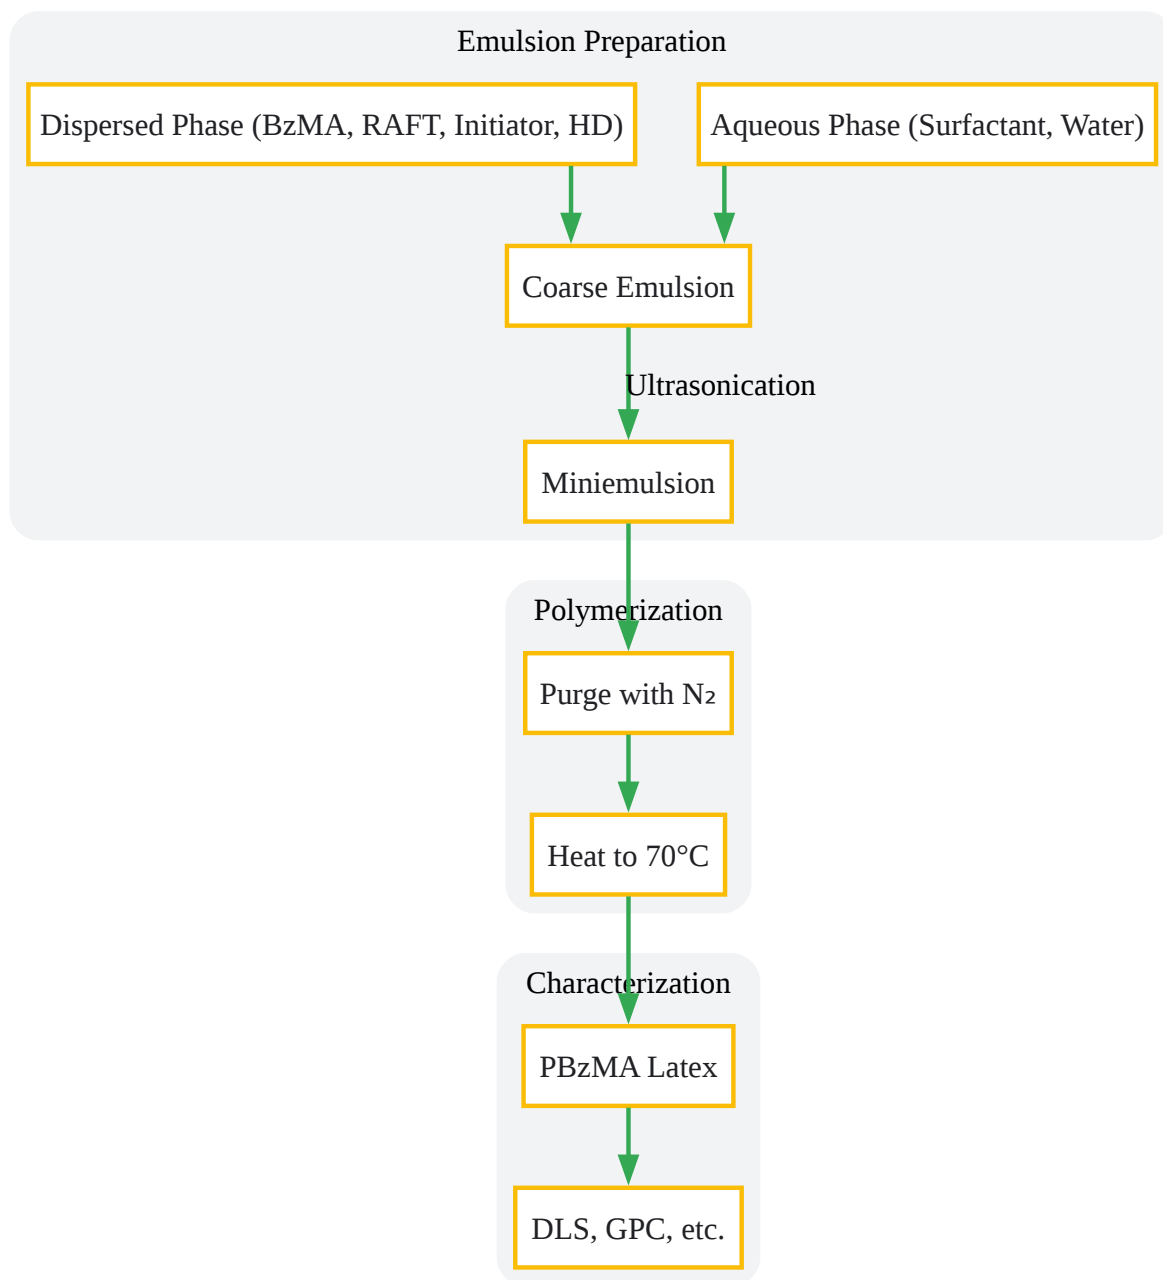 Emulsion Preparation
Dispersed Phase (BzMA, RAFT, Initiator, HD)
Aqueous Phase (Surfactant, Water)
Coarse Emulsion
Ultrasonication
Miniemulsion
Polymerization
Purge with N₂
Heat to 70°C
Characterization
PBzMA Latex
DLS, GPC, etc.